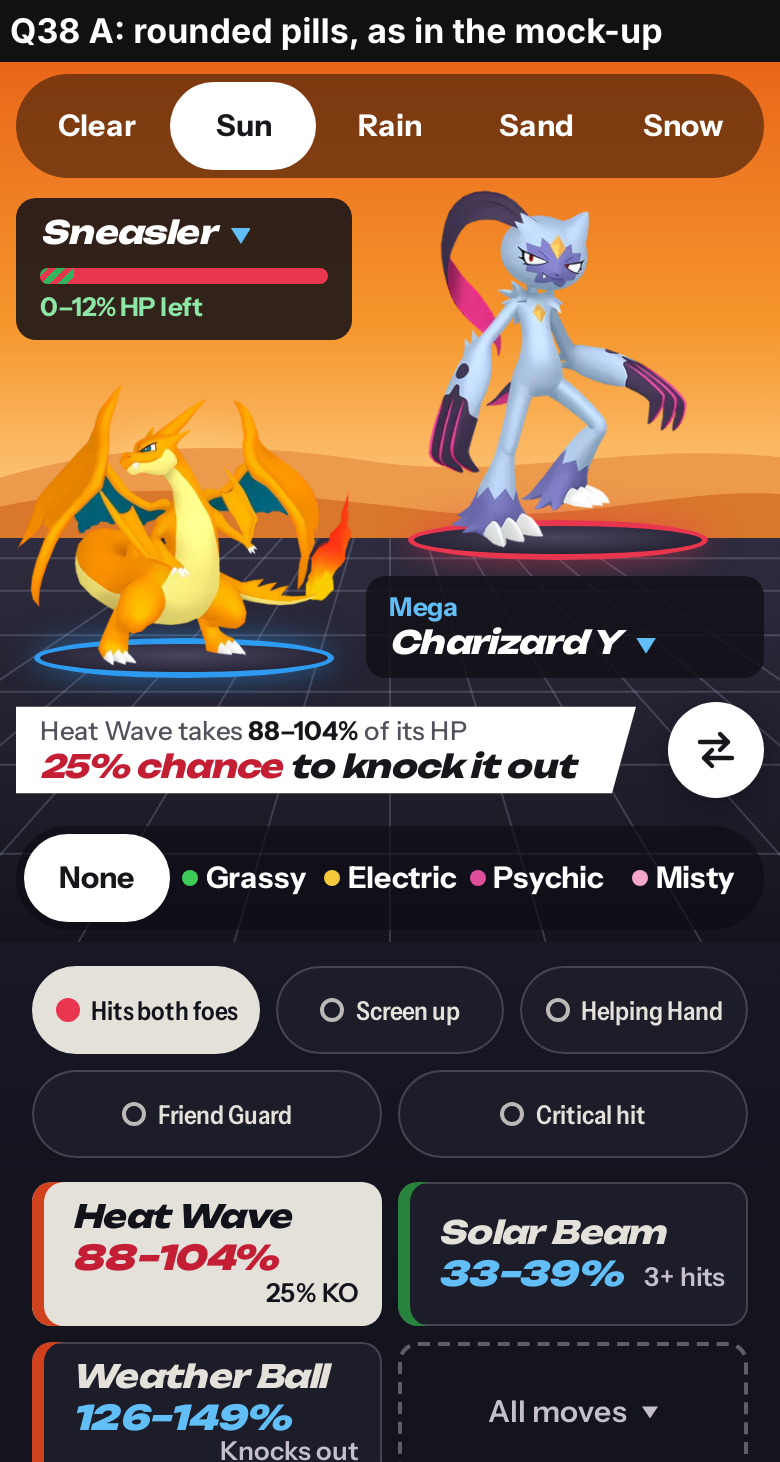 Q38 A: rounded pills, as in the mock-up
Clear Sun Rain Sand Snow
Sneasler ▼
0–12% HP left
Mega
Charizard Y ▼
Heat Wave takes 88–104% of its HP
25% chance to knock it out
None Grassy Electric Psychic Misty
Hits both foes Screen up Helping Hand
Friend Guard Critical hit
Heat Wave
88–104%
25% KO
Solar Beam
33–39% 3+ hits
Weather Ball
126–149%
Knocks out
All moves ▼